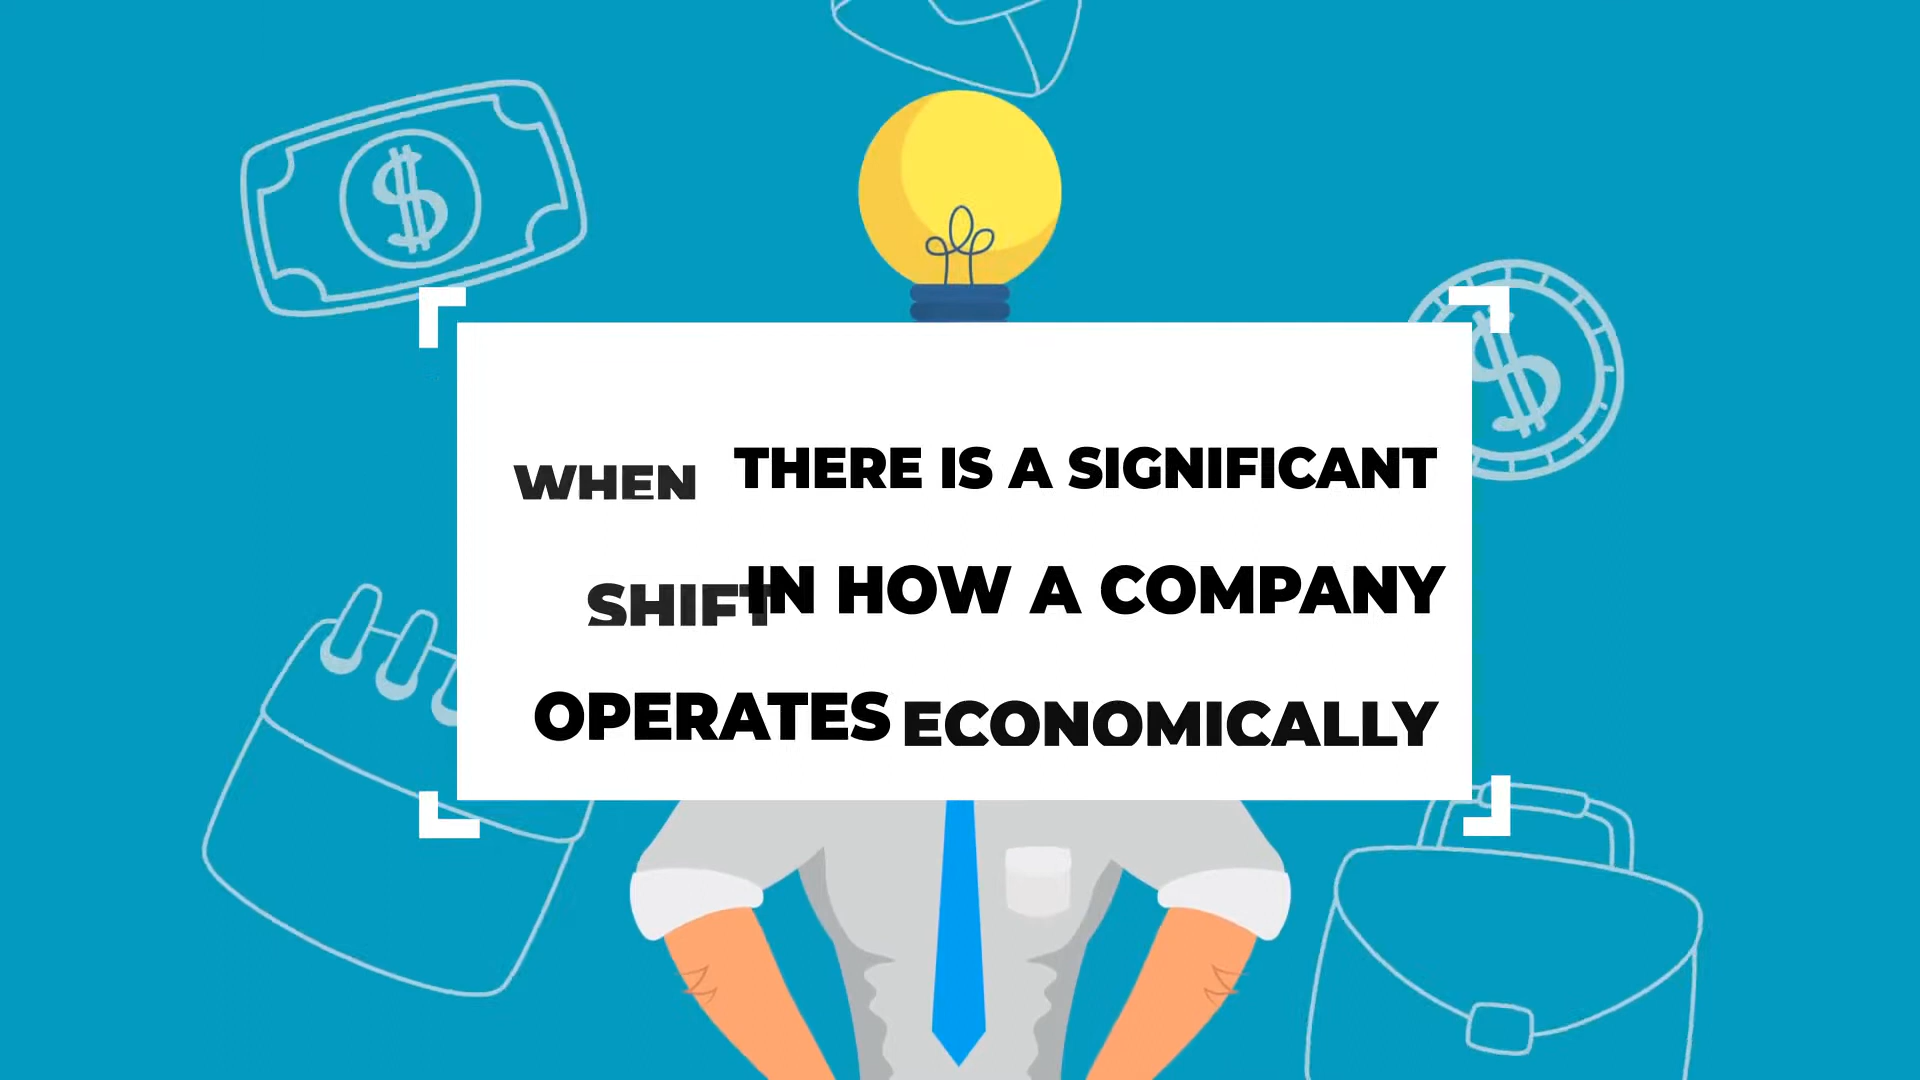 WHEN THERE IS A SIGNIFICANT
SHIFT IN HOW A COMPANY
OPERATES ECONOMICALLY